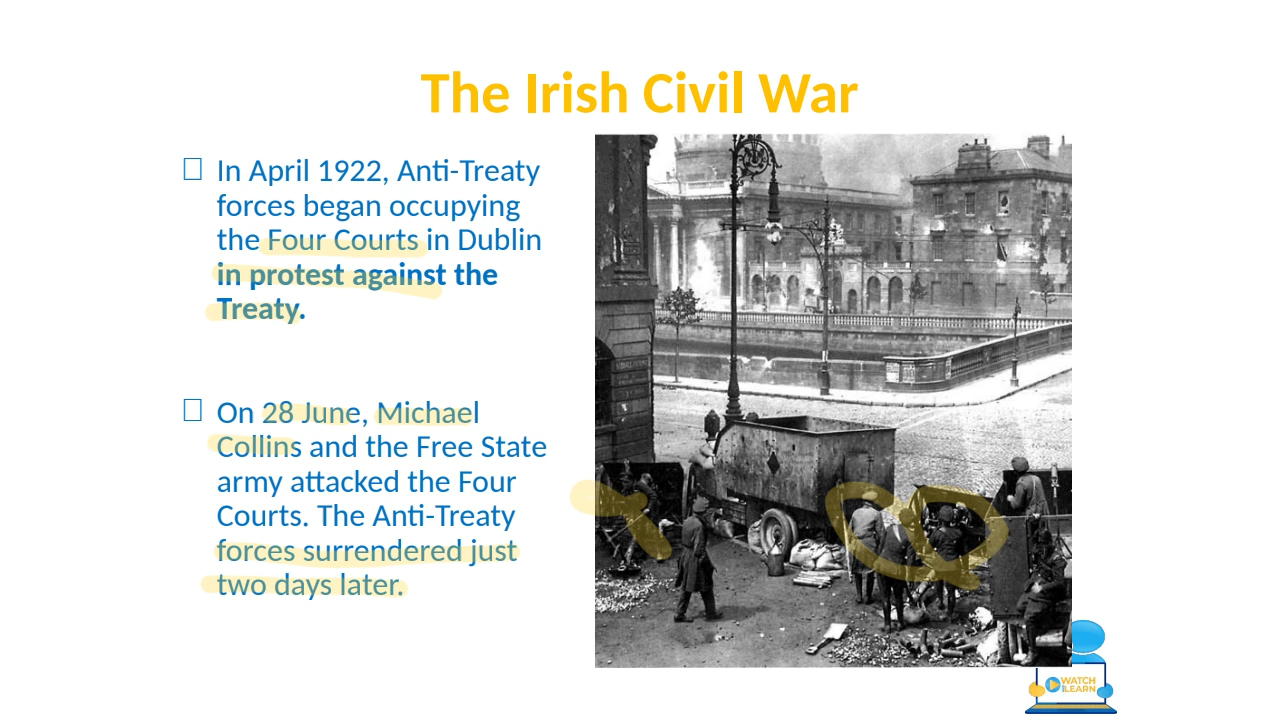 The Irish Civil War
In April 1922, Anti-Treaty
forces began occupying
the Four Courts in Dublin
in protest against the
Treaty.
On 28 June, Michael
Collins and the Free State
army attacked the Four
Courts. The Anti-Treaty
forces surrendered just
two days later.
WATCH
LEARN